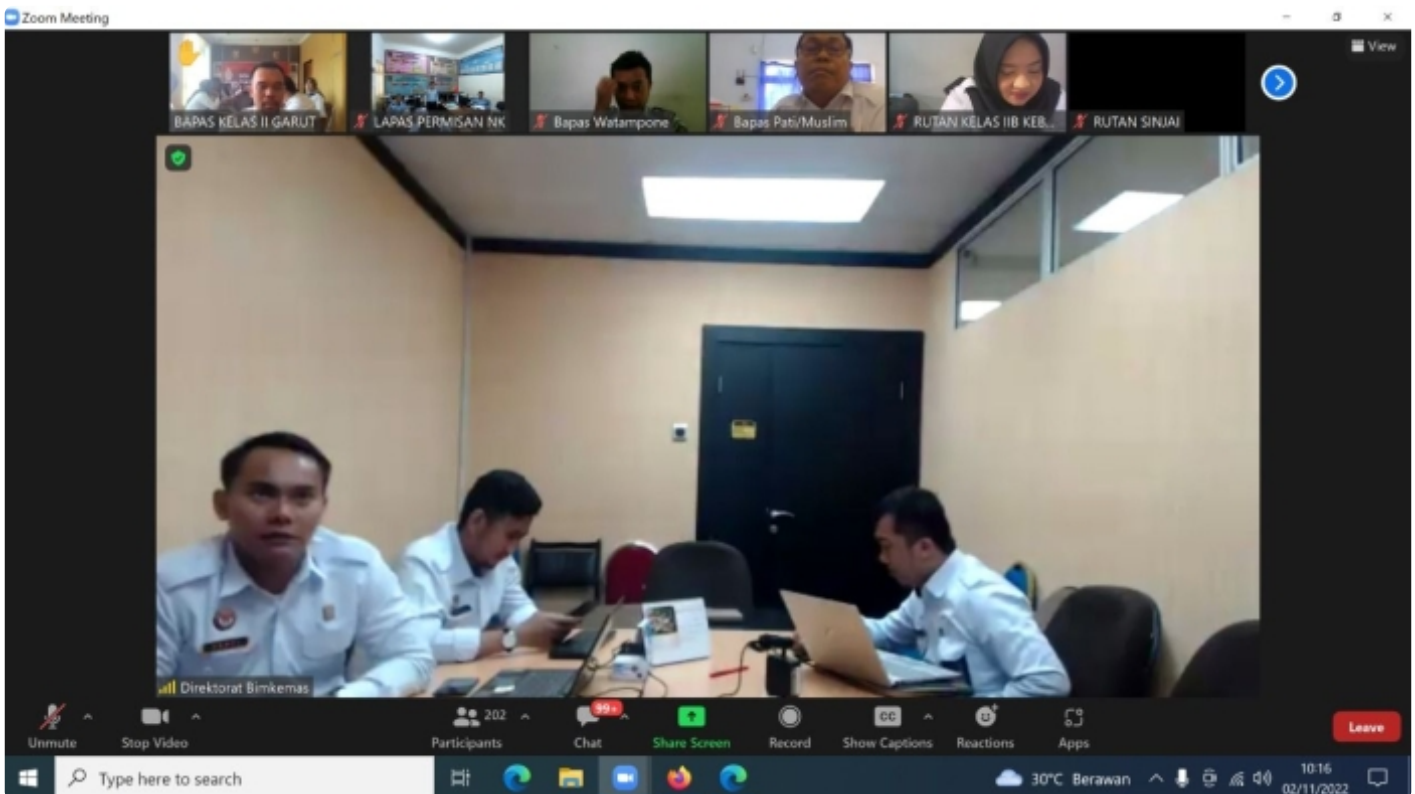 Zoom Meeting
View
BAPAS KELAS II GARUT
LAPAS PERMISAN NK
Bapas Watampone
Bapas Pati/Muslim
RUTAN KELAS IIB KEB...
RUTAN SINJAI
Direktorat Bimkemas
202
99+
CC
Unmute
Stop Video
Participants
Chat
Share Screen
Record
Show Captions
Reactions
Apps
Leave
Type here to search
30°C Berawan
10:16
02/11/2022